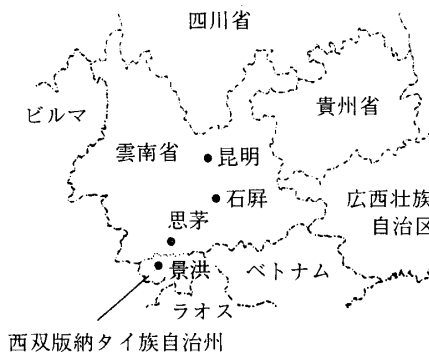 四川省
ビルマ
貴州省
雲南省
昆明
石屛
広西壮族
自治区
思茅
景洪
ベトナム
ラオス
西双版納タイ族自治州